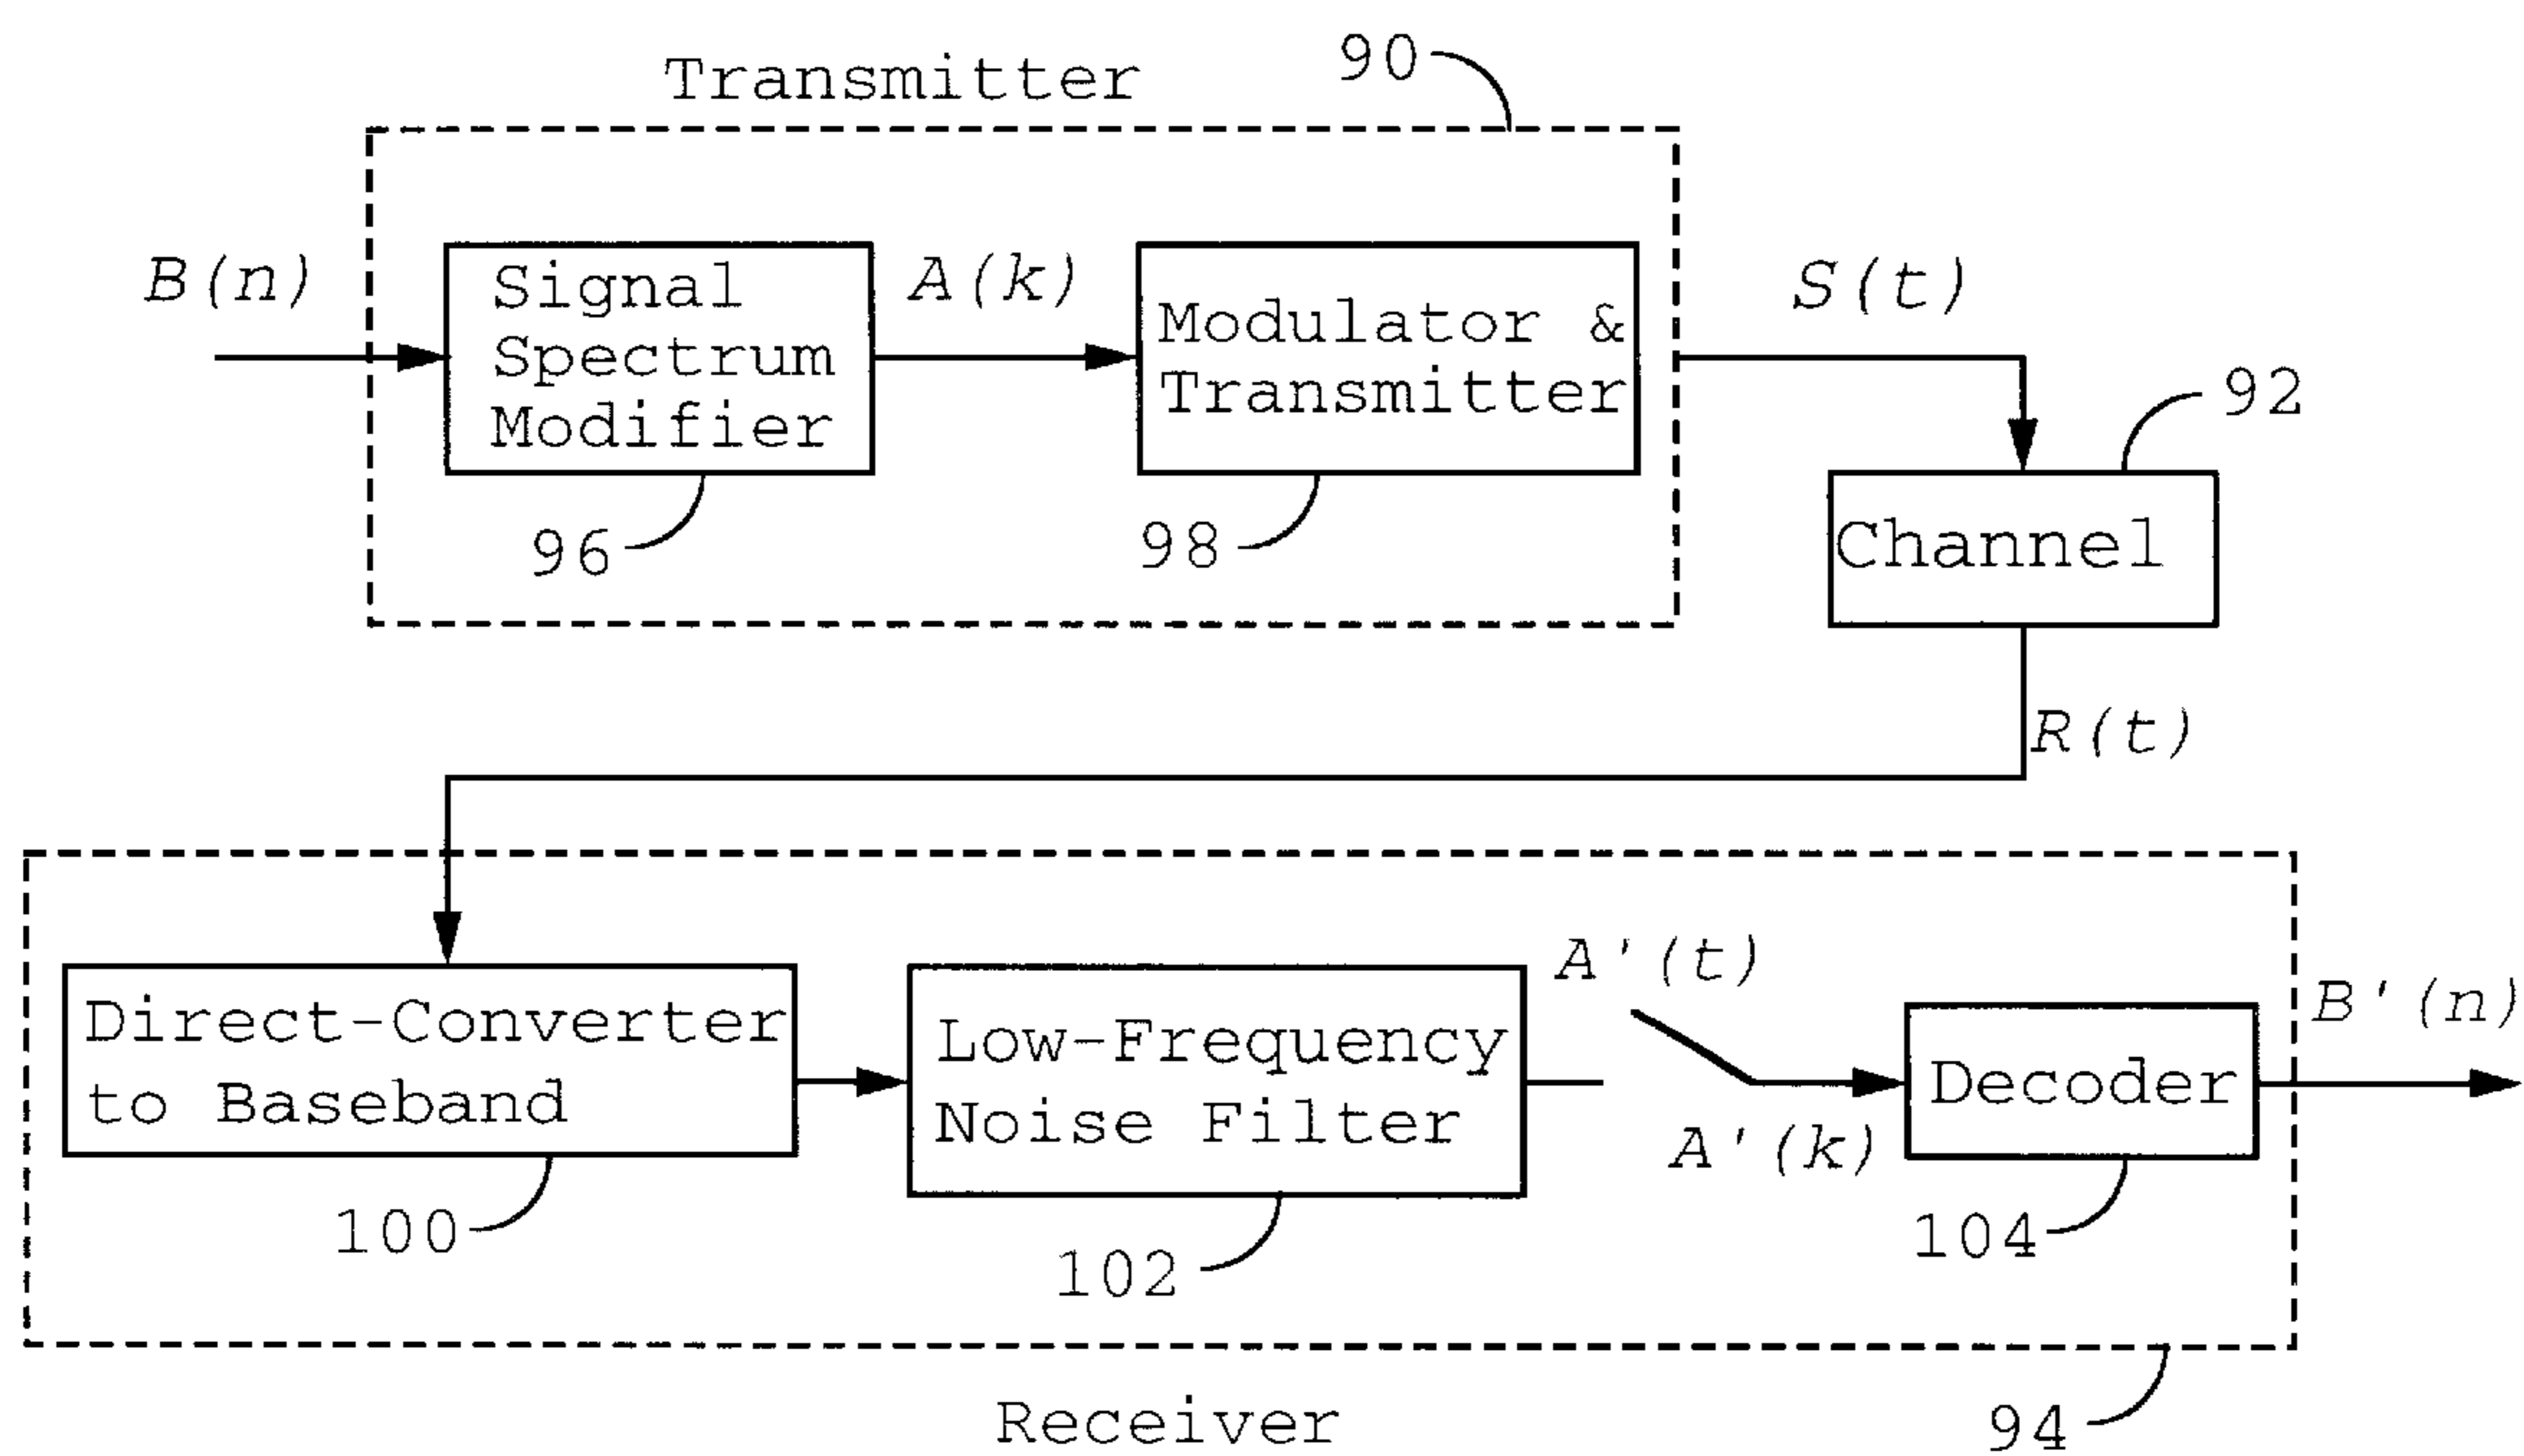 Transmitter
90
B(n)
Signal
Spectrum
Modifier
A(k)
Modulator &
Transmitter
S(t)
92
96
98
Channel
R(t)
Direct-Converter
to Baseband
Low-Frequency
Noise Filter
A'(t)
A'(k)
Decoder
B'(n)
100
102
104
Receiver
94